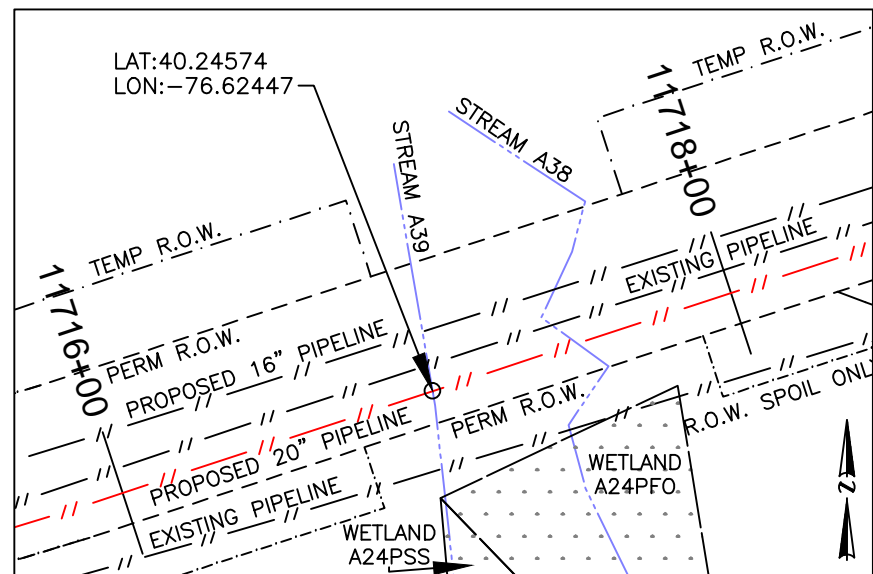 LAT:40.24574
LON:-76.62447
TEMP R.O.W.
STREAM A38
STREAM A39
11718+00
TEMP R.O.W.
EXISTING PIPELINE
11716+00
PERM R.O.W.
PROPOSED 16" PIPELINE
PERM R.O.W.
R.O.W. SPOIL ONLY
PROPOSED 20" PIPELINE
WETLAND
A24PFO
EXISTING PIPELINE
WETLAND
A24PSS
N